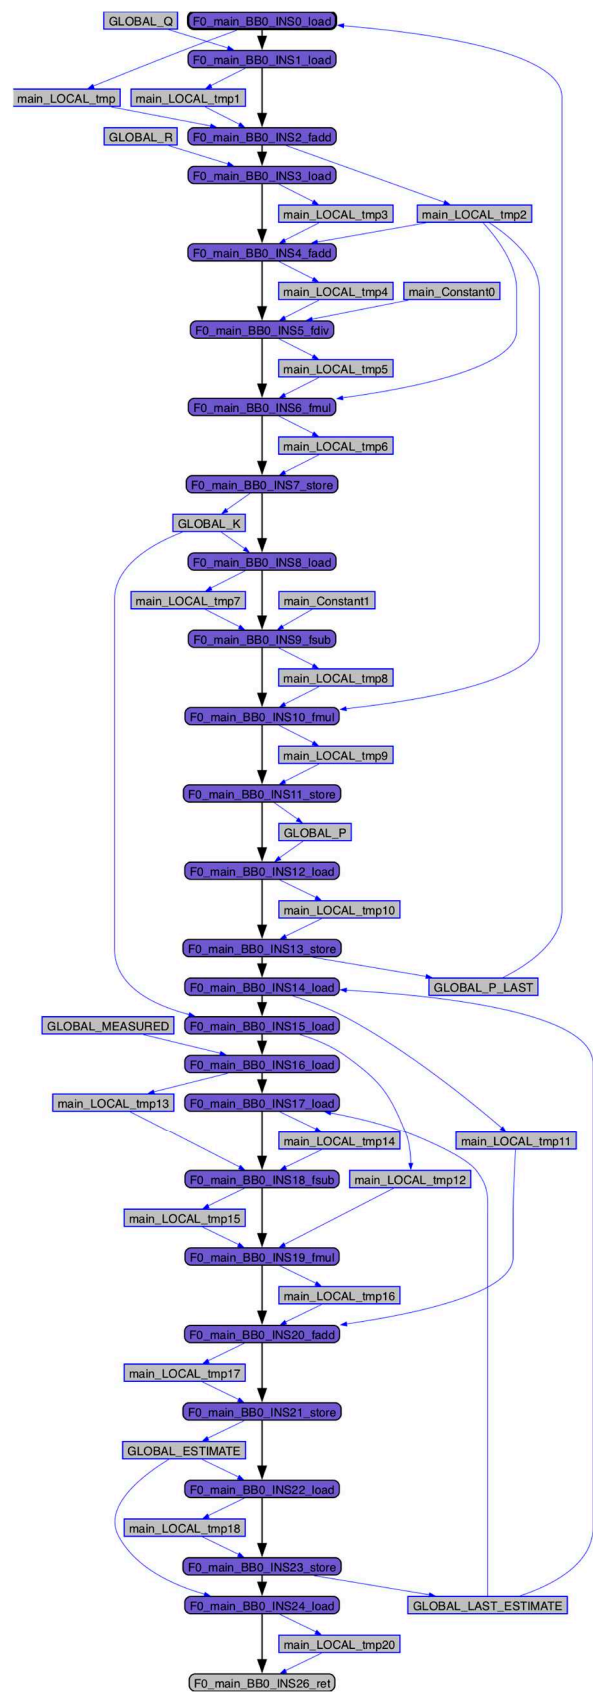 GLOBAL_Q
F0_main_BB0_INS0_load
F0_main_BB0_INS1_load
main_LOCAL_tmp
main_LOCAL_tmp1
GLOBAL_R
F0_main_BB0_INS2_fadd
F0_main_BB0_INS3_load
main_LOCAL_tmp3
main_LOCAL_tmp2
F0_main_BB0_INS4_fadd
main_LOCAL_tmp4
main_Constant0
F0_main_BB0_INS5_fdiv
main_LOCAL_tmp5
F0_main_BB0_INS6_fmul
main_LOCAL_tmp6
F0_main_BB0_INS7_store
GLOBAL_K
F0_main_BB0_INS8_load
main_LOCAL_tmp7
main_Constant1
F0_main_BB0_INS9_fsub
main_LOCAL_tmp8
F0_main_BB0_INS10_fmul
main_LOCAL_tmp9
F0_main_BB0_INS11_store
GLOBAL_P
F0_main_BB0_INS12_load
main_LOCAL_tmp10
F0_main_BB0_INS13_store
F0_main_BB0_INS14_load
GLOBAL_P_LAST
GLOBAL_MEASURED
F0_main_BB0_INS15_load
F0_main_BB0_INS16_load
main_LOCAL_tmp13
F0_main_BB0_INS17_load
main_LOCAL_tmp14
main_LOCAL_tmp11
F0_main_BB0_INS18_fsub
main_LOCAL_tmp12
main_LOCAL_tmp15
F0_main_BB0_INS19_fmul
main_LOCAL_tmp16
F0_main_BB0_INS20_fadd
main_LOCAL_tmp17
F0_main_BB0_INS21_store
GLOBAL_ESTIMATE
F0_main_BB0_INS22_load
main_LOCAL_tmp18
F0_main_BB0_INS23_store
F0_main_BB0_INS24_load
GLOBAL_LAST_ESTIMATE
main_LOCAL_tmp20
F0_main_BB0_INS26_ret